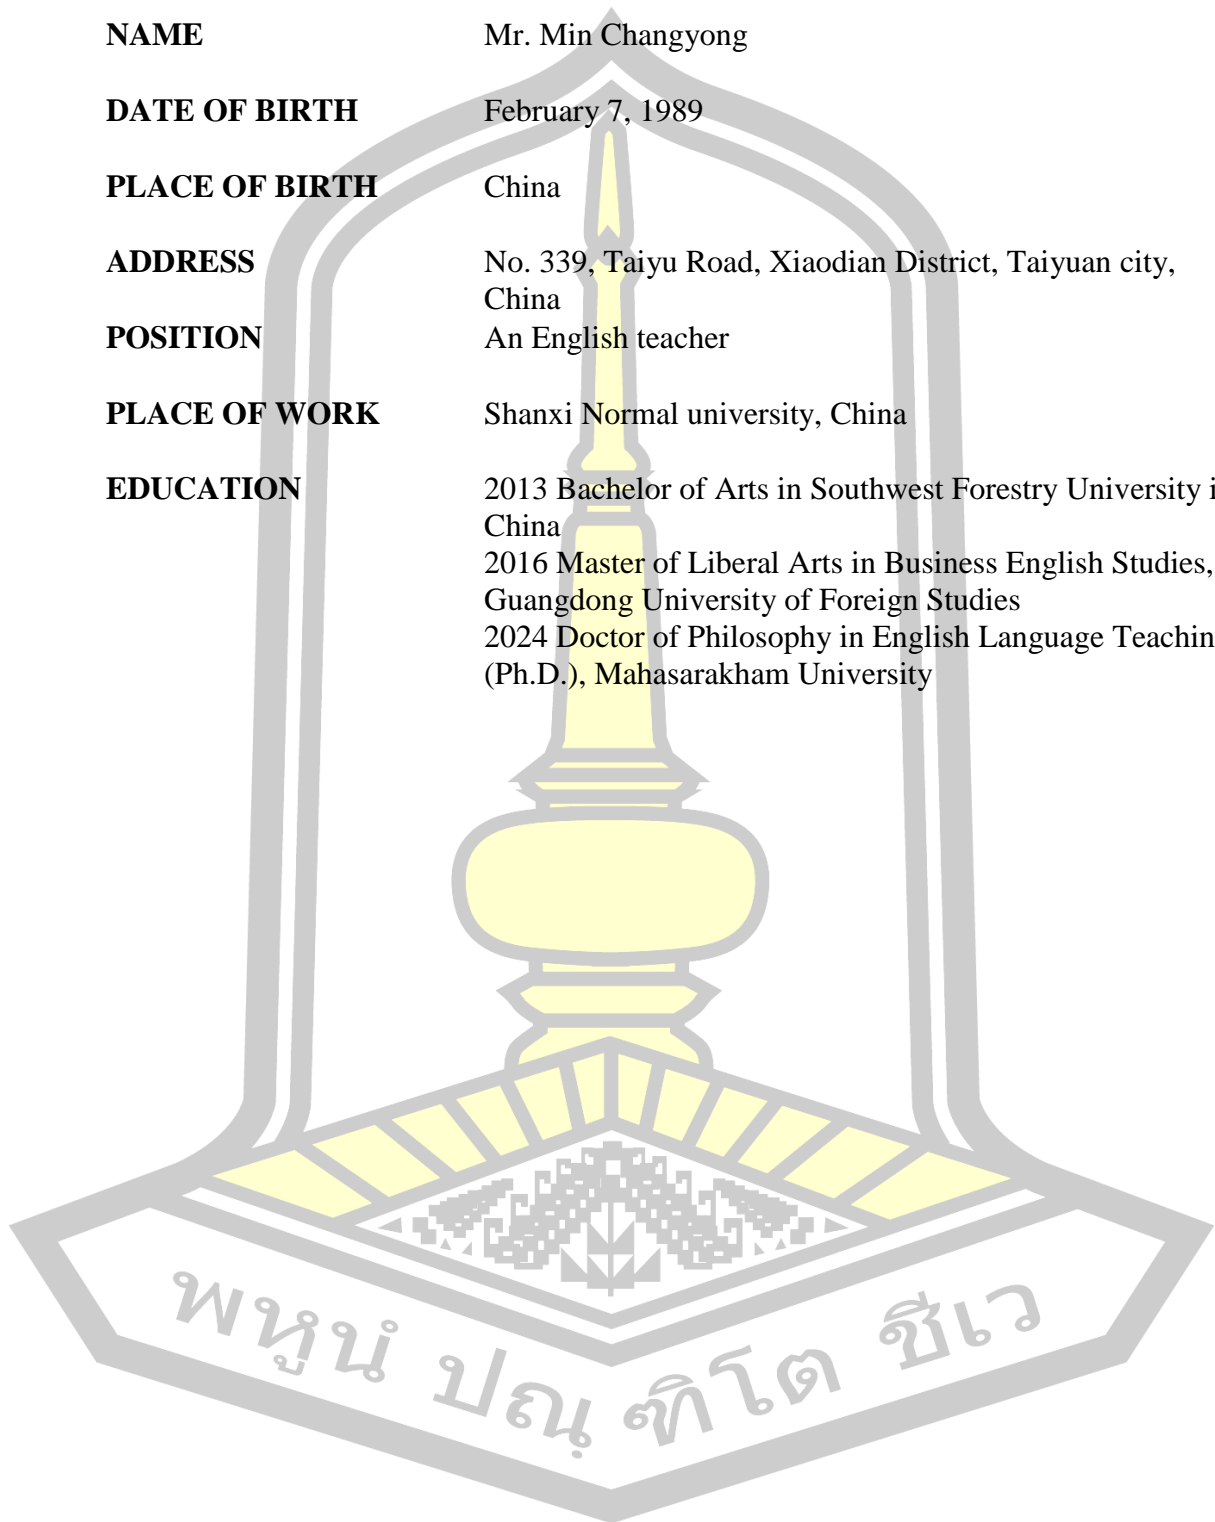 NAME Mr. Min Changyong
DATE OF BIRTH February 7, 1989
PLACE OF BIRTH China
ADDRESS No. 339, Taiyu Road, Xiaodian District, Taiyuan city,
China
POSITION An English teacher
PLACE OF WORK Shanxi Normal university, China
EDUCATION 2013 Bachelor of Arts in Southwest Forestry University i
China
2016 Master of Liberal Arts in Business English Studies,
Guangdong University of Foreign Studies
2024 Doctor of Philosophy in English Language Teachin
(Ph.D.), Mahasarakham University
พหูนํ ปณฺฑิโต ชีเว